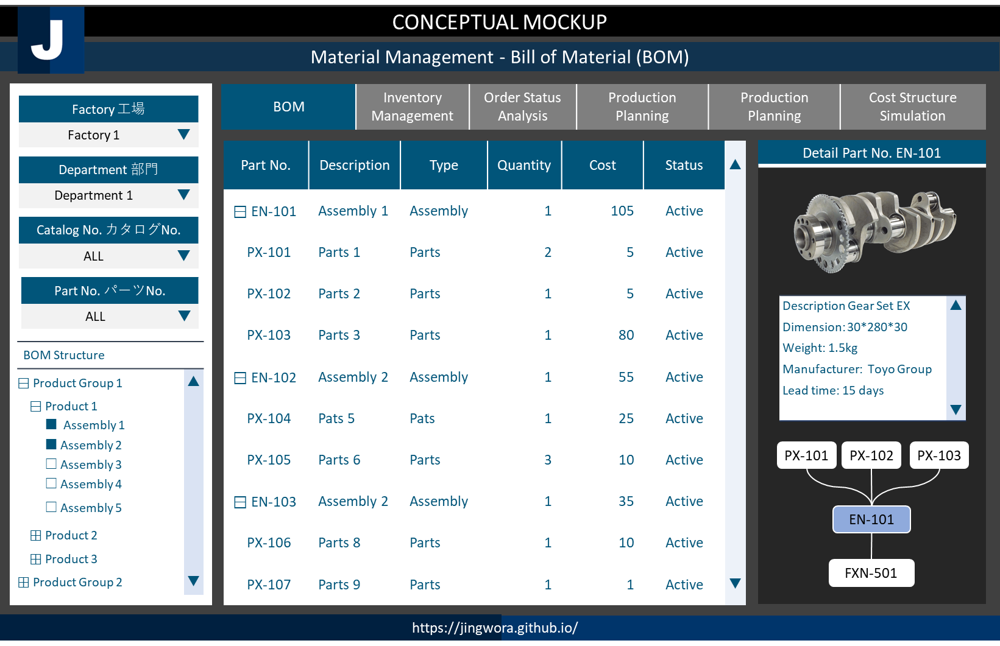 CONCEPTUAL MOCKUP
J
Material Management - Bill of Material (BOM)
Factory 工場
Factory 1
Department 部門
Department 1
Catalog No. カタログNo.
ALL
Part No. パーツNo.
ALL
BOM Structure
Product Group 1
Product 1
Assembly 1
Assembly 2
Assembly 3
Assembly 4
Assembly 5
Product 2
Product 3
Product Group 2
BOM
Inventory
Management
Order Status
Analysis
Production
Planning
Production
Planning
Cost Structure
Simulation
Part No. Description Type Quantity Cost Status
EN-101 Assembly 1 Assembly 1 105 Active
PX-101 Parts 1 Parts 2 5 Active
PX-102 Parts 2 Parts 1 5 Active
PX-103 Parts 3 Parts 1 80 Active
EN-102 Assembly 2 Assembly 1 55 Active
PX-104 Pats 5 Pats 1 25 Active
PX-105 Parts 6 Parts 3 10 Active
EN-103 Assembly 2 Assembly 1 35 Active
PX-106 Parts 8 Parts 1 10 Active
PX-107 Parts 9 Parts 1 1 Active
Detail Part No. EN-101
Description Gear Set EX
Dimension: 30*280*30
Weight: 1.5kg
Manufacturer: Toyo Group
Lead time: 15 days
PX-101 PX-102 PX-103
EN-101
FXN-501
https://jingwora.github.io/